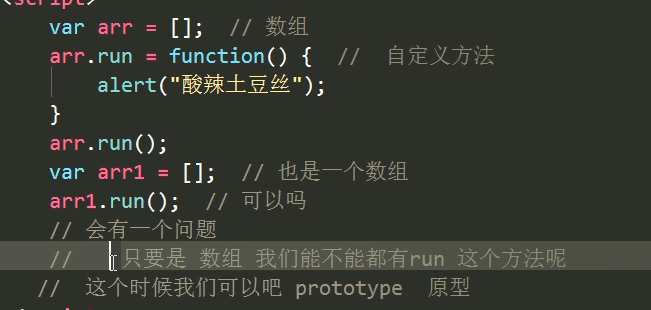 <script>
var arr = []; // 数组
arr.run = function() { // 自定义方法
alert("酸辣土豆丝");
}
arr.run();
var arr1 = []; // 也是一个数组
arr1.run(); // 可以吗
// 会有一个问题
// 只要是 数组 我们能不能都有run 这个方法呢
// 这个时候我们可以吧 prototype 原型